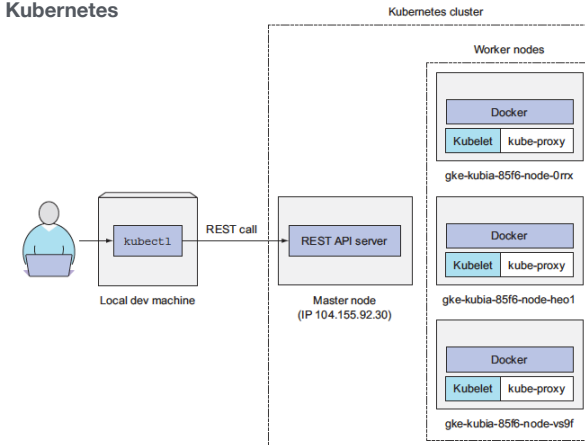 Kubernetes
Kubernetes cluster
Worker nodes
Docker
Kubelet kube-proxy
gke-kubia-85f6-node-0rrx
kubectl
REST call
REST API server
Local dev machine
Master node
(IP 104.155.92.30)
Docker
Kubelet kube-proxy
gke-kubia-85f6-node-heo1
Docker
Kubelet kube-proxy
gke-kubia-85f6-node-vs9f